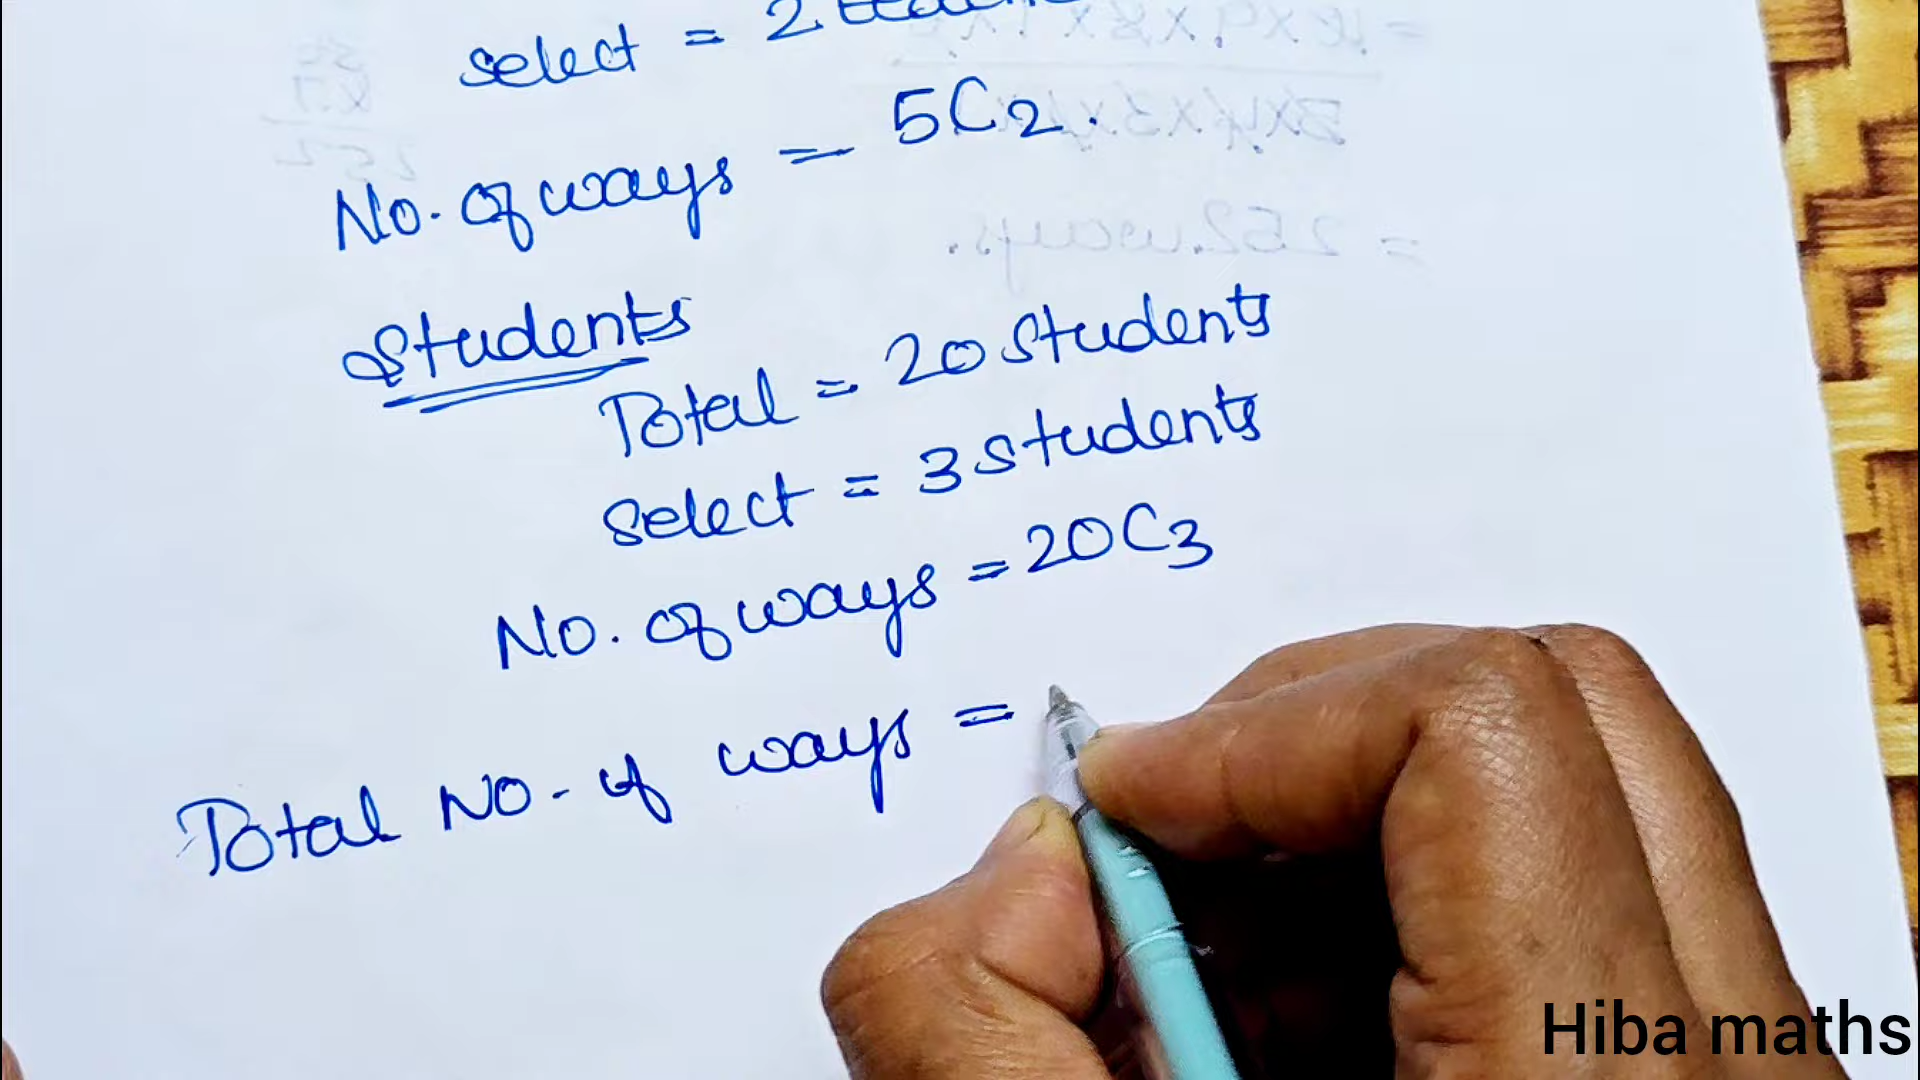 select = 2
No. of ways = 5C2.
Students
Total = 20 students
select = 3 students
No. of ways = 20C3
Total No. of ways =
Hiba maths